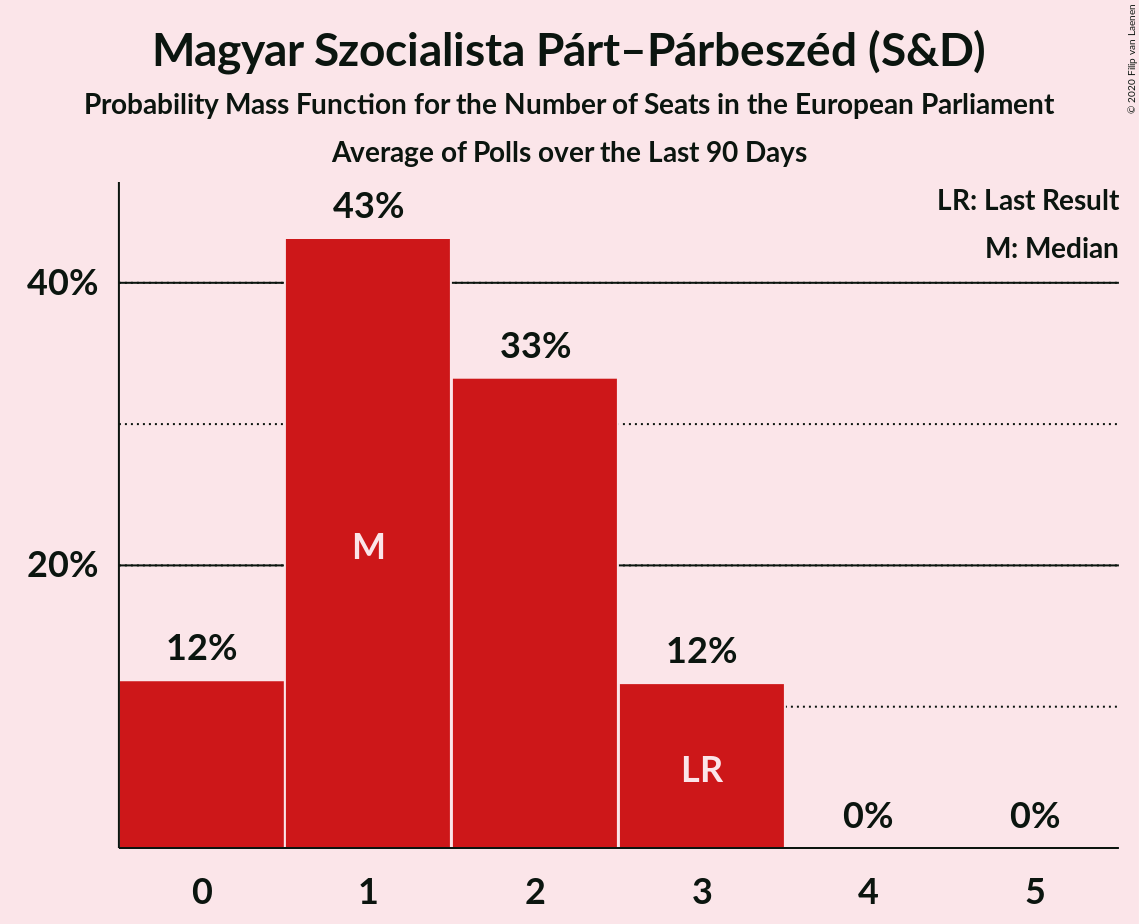 Magyar Szocialista Párt–Párbeszéd (S&D)
Probability Mass Function for the Number of Seats in the European Parliament
Average of Polls over the Last 90 Days
© 2020 Filip van Laenen
LR: Last Result
M: Median
43%
40%
33%
M
20%
12%
12%
LR
0%
0%
0
1
2
3
4
5